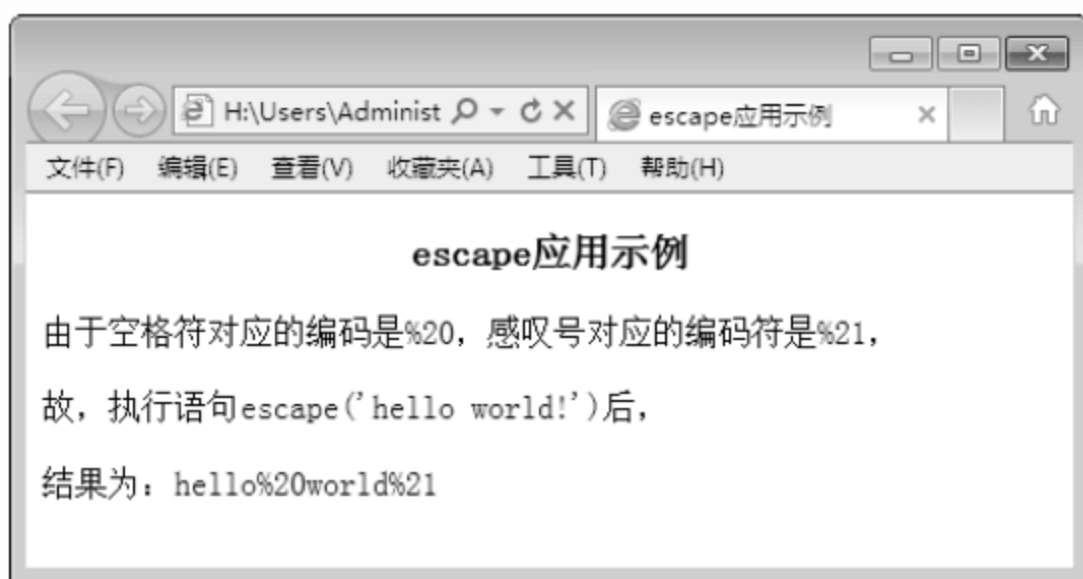 H:\Users\Administ
escape应用示例
文件(F) 编辑(E) 查看(V) 收藏夹(A) 工具(T) 帮助(H)
escape应用示例
由于空格符对应的编码是%20，感叹号对应的编码符是%21，
故，执行语句escape('hello world!')后，
结果为：hello%20world%21